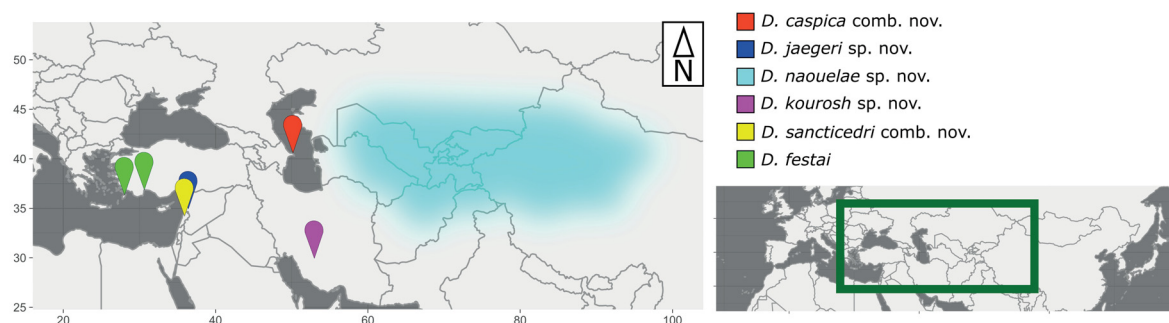 50
45
40
35
30
25
20
40
60
80
100
N
D. caspica comb. nov.
D. jaegeri sp. nov.
D. naouelae sp. nov.
D. kourosh sp. nov.
D. sancticedri comb. nov.
D. festai